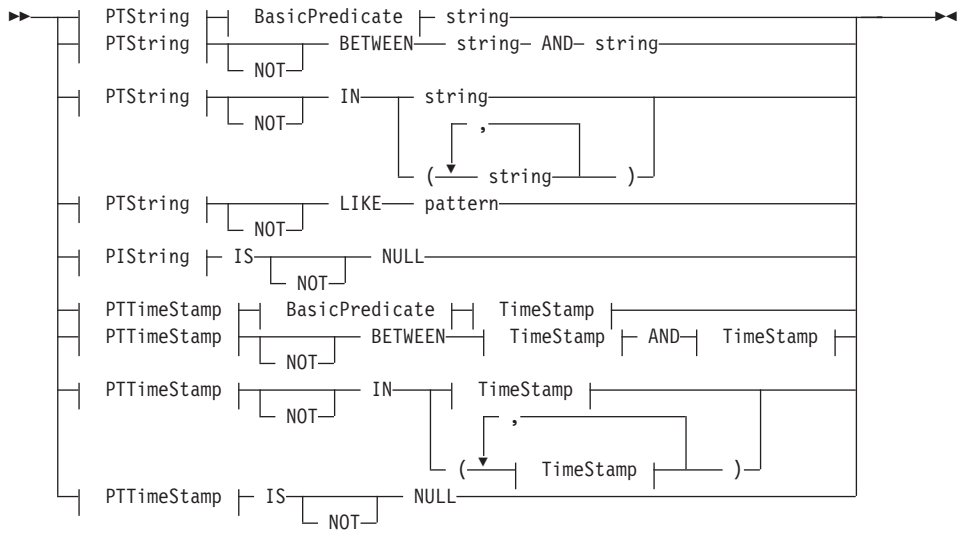 PTString BasicPredicate string
PTString BETWEEN string AND string
NOT
PTString IN string
NOT ,
( string )
PTString LIKE pattern
NOT
PIString IS NULL
NOT
PTTimeStamp BasicPredicate TimeStamp
PTTimeStamp BETWEEN TimeStamp AND TimeStamp
NOT
PTTimeStamp IN TimeStamp
NOT ,
( TimeStamp )
PTTimeStamp IS NULL
NOT